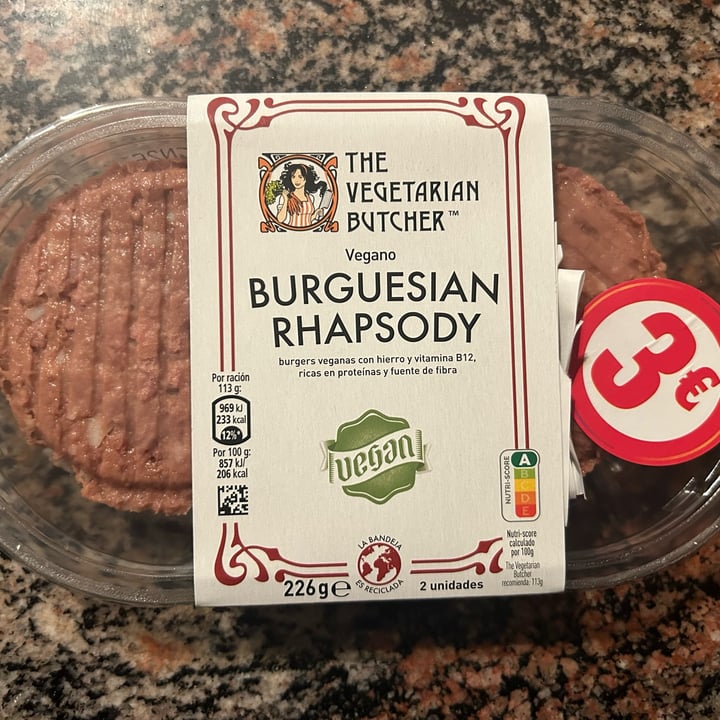 THE
VEGETARIAN
BUTCHER™
Vegano
BURGUESIAN
RHAPSODY
burgers veganas con hierro y vitamina B12,
ricas en proteínas y fuente de fibra
Por ración
113 g:
969 kJ
233 kcal
12%*
Por 100 g:
857 kJ/
206 kcal
vegan
3€
NUTRI-SCORE
A
B
C
D
E
Nutri-score
calculado
por 100g
The Vegetarian
Butcher
recomienda: 113g
LA BANDEJA
ES RECICLADA
226g℮
2 unidades